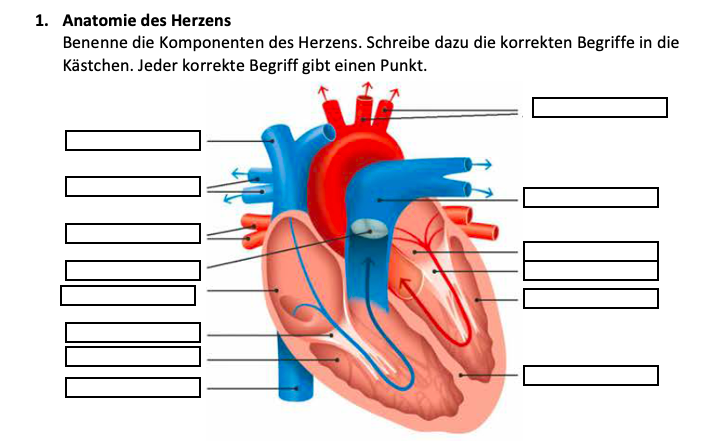 1. Anatomie des Herzens
Benenne die Komponenten des Herzens. Schreibe dazu die korrekten Begriffe in die
Kästchen. Jeder korrekte Begriff gibt einen Punkt.